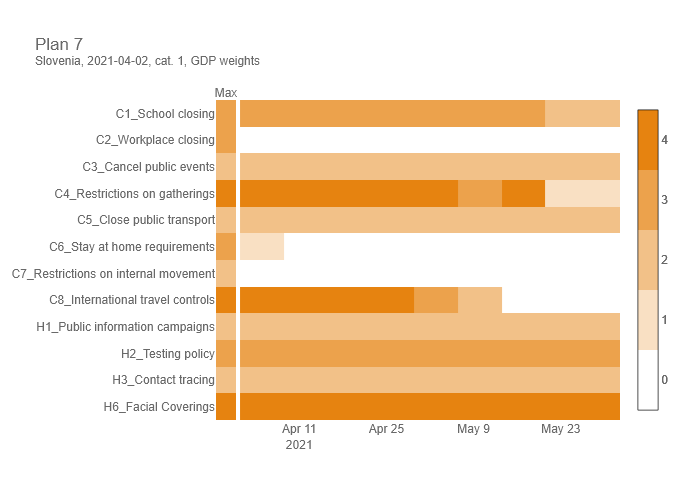 Plan 7
Slovenia, 2021-04-02, cat. 1, GDP weights
Max
C1_School closing
C2_Workplace closing
C3_Cancel public events
C4_Restrictions on gatherings
C5_Close public transport
C6_Stay at home requirements
C7_Restrictions on internal movement
C8_International travel controls
H1_Public information campaigns
H2_Testing policy
H3_Contact tracing
H6_Facial Coverings
Apr 11 Apr 25 May 9 May 23
2021
4
3
2
1
0